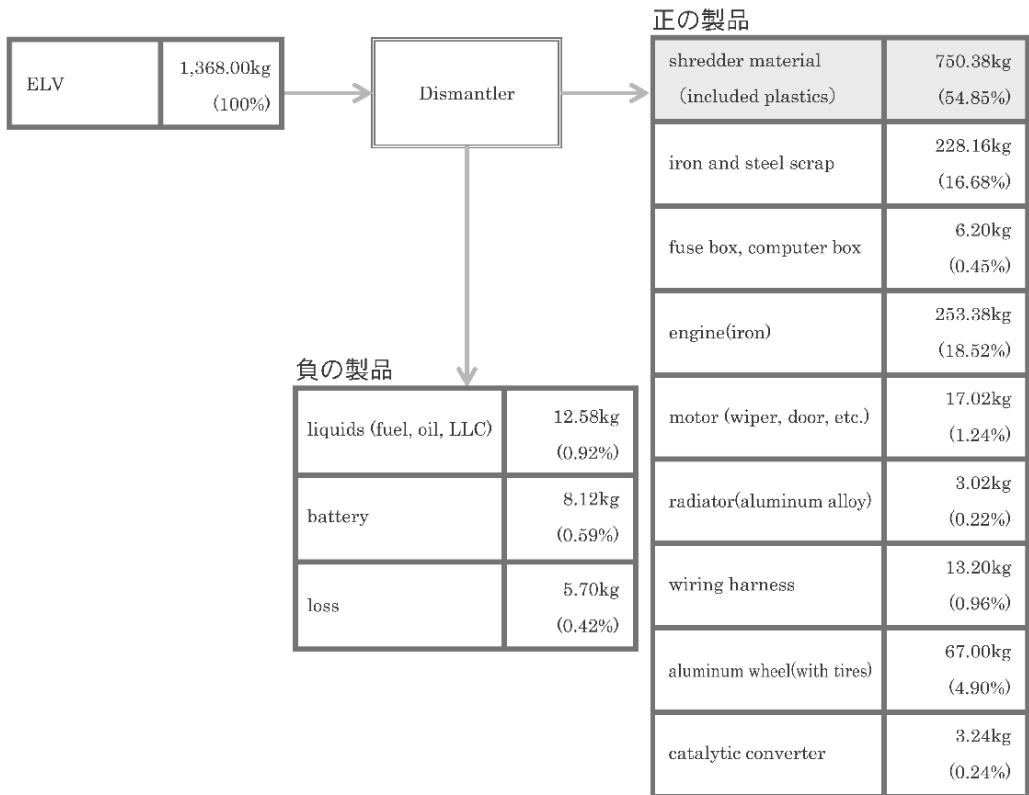 正の製品
ELV
1,368.00kg
(100%)
Dismantler
shredder material
（included plastics）
750.38kg
(54.85%)
iron and steel scrap
228.16kg
(16.68%)
fuse box, computer box
6.20kg
(0.45%)
engine(iron)
253.38kg
(18.52%)
motor (wiper, door, etc.)
17.02kg
(1.24%)
radiator(aluminum alloy)
3.02kg
(0.22%)
wiring harness
13.20kg
(0.96%)
aluminum wheel(with tires)
67.00kg
(4.90%)
catalytic converter
3.24kg
(0.24%)
負の製品
liquids (fuel, oil, LLC)
12.58kg
(0.92%)
battery
8.12kg
(0.59%)
loss
5.70kg
(0.42%)